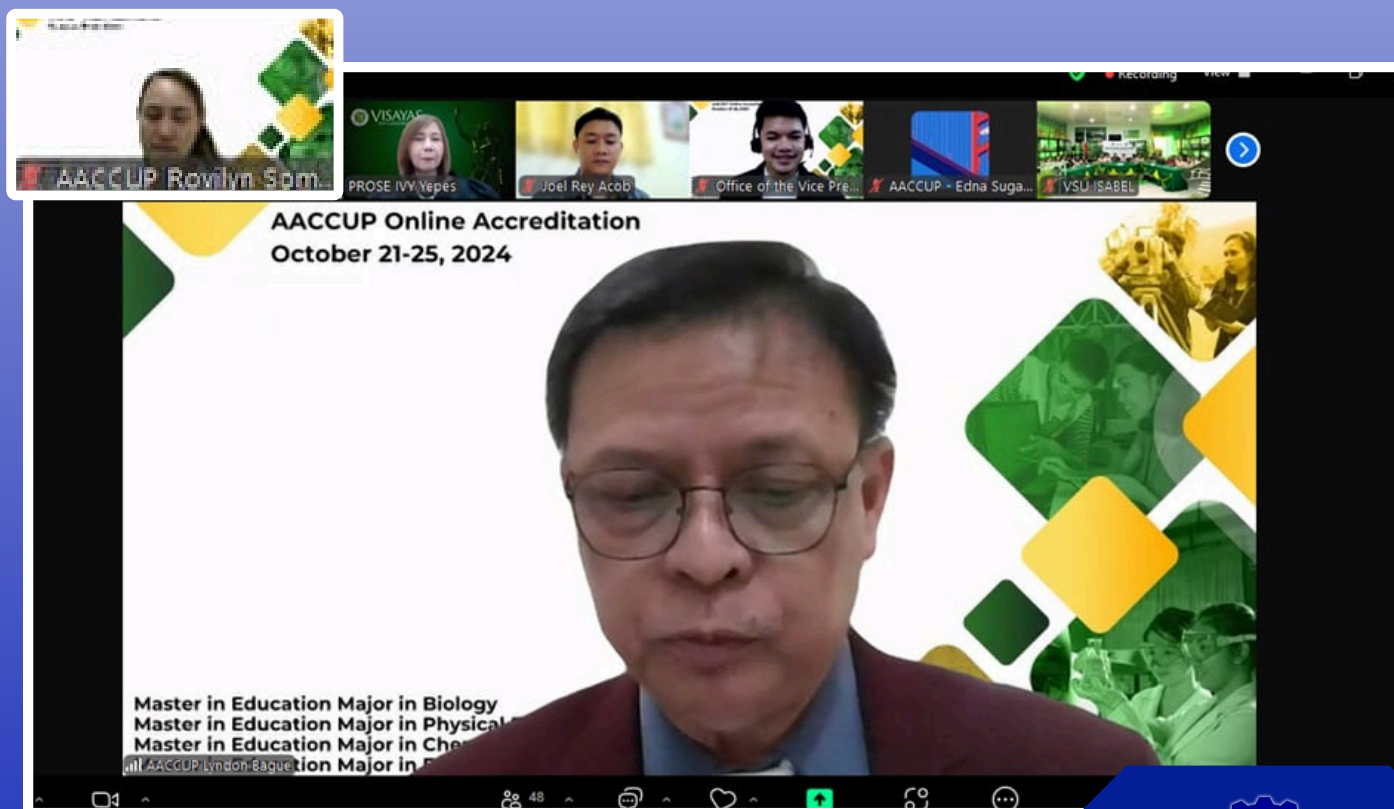 AACCUP Rovilyn Som...
Recording
View
VISAYAS
PROSE IVY Yepes
Joel Rey Acob
Office of the Vice Pre...
AACCUP - Edna Suga...
VSU ISABEL
AACCUP Online Accreditation
October 21-25, 2024
Master in Education Major in Biology
Master in Education Major in Physical
Master in Education Major in Che
tion Major in
AACCUP Lyndon Bague
48